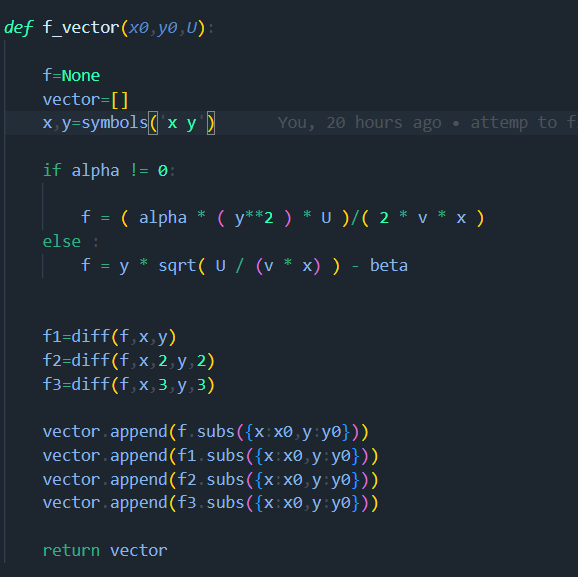 def f_vector(x0,y0,U):
f=None
vector=[]
x,y=symbols('x y') You, 20 hours ago • attemp to f
if alpha != 0:
f = ( alpha * ( y**2 ) * U )/( 2 * v * x )
else :
f = y * sqrt( U / (v * x) ) - beta
f1=diff(f,x,y)
f2=diff(f,x,2,y,2)
f3=diff(f,x,3,y,3)
vector.append(f.subs({x:x0,y:y0}))
vector.append(f1.subs({x:x0,y:y0}))
vector.append(f2.subs({x:x0,y:y0}))
vector.append(f3.subs({x:x0,y:y0}))
return vector